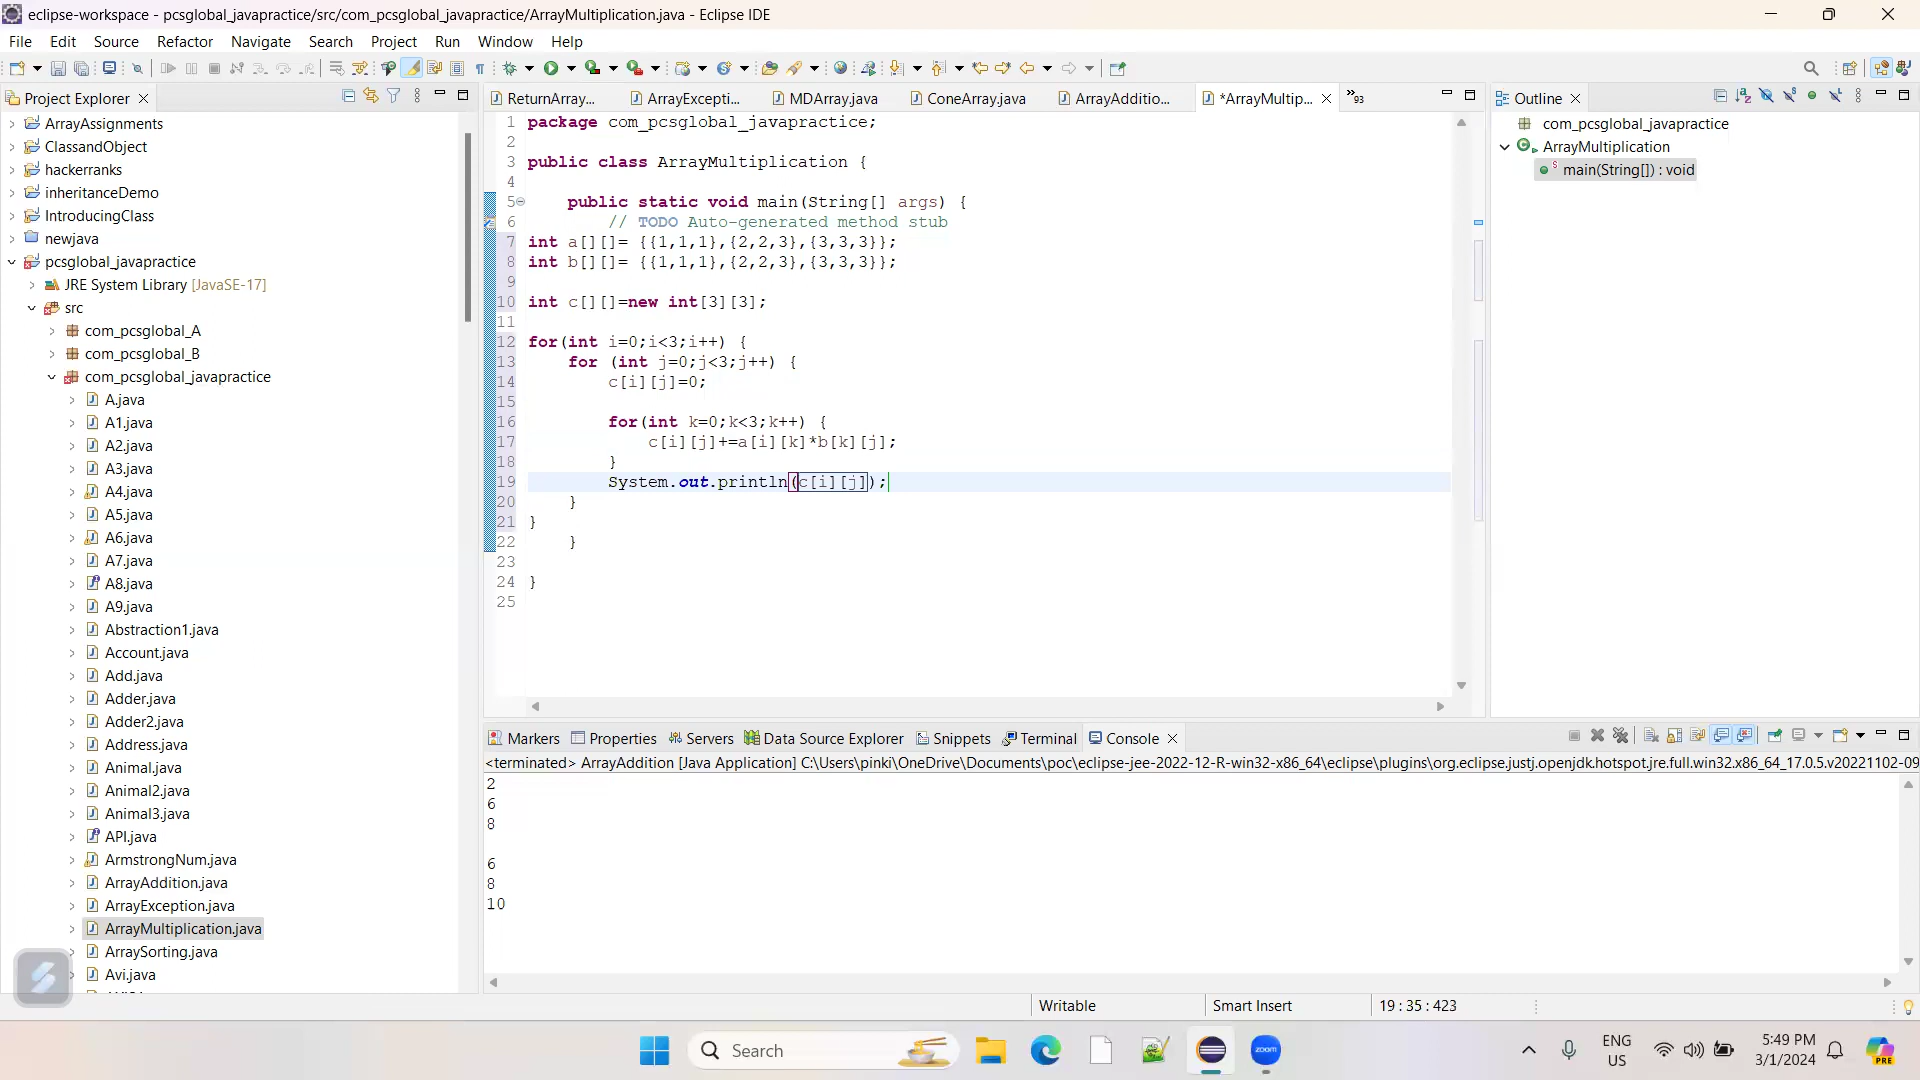 eclipse-workspace - pcsglobal_javapractice/src/com_pcsglobal_javapractice/ArrayMultiplication.java - Eclipse IDE
File Edit Source Refactor Navigate Search Project Run Window Help
Project Explorer
ArrayAssignments
ClassandObject
hackerranks
inheritanceDemo
IntroducingClass
newjava
pcsglobal_javapractice
JRE System Library [JavaSE-17]
src
com_pcsglobal_A
com_pcsglobal_B
com_pcsglobal_javapractice
A.java
A1.java
A2.java
A3.java
A4.java
A5.java
A6.java
A7.java
A8.java
A9.java
Abstraction1.java
Account.java
Add.java
Adder.java
Adder2.java
Address.java
Animal.java
Animal2.java
Animal3.java
API.java
ArmstrongNum.java
ArrayAddition.java
ArrayException.java
ArrayMultiplication.java
ArraySorting.java
Avi.java
ReturnArray... ArrayExcepti... MDArray.java ConeArray.java ArrayAdditio... *ArrayMultip... »93
1 package com_pcsglobal_javapractice;
2
3 public class ArrayMultiplication {
4
5 public static void main(String[] args) {
6 // TODO Auto-generated method stub
7 int a[][]= {{1,1,1},{2,2,3},{3,3,3}};
8 int b[][]= {{1,1,1},{2,2,3},{3,3,3}};
9
10 int c[][]=new int[3][3];
11
12 for(int i=0;i<3;i++) {
13 for (int j=0;j<3;j++) {
14 c[i][j]=0;
15
16 for(int k=0;k<3;k++) {
17 c[i][j]+=a[i][k]*b[k][j];
18 }
19 System.out.println(c[i][j]);
20 }
21 }
22 }
23
24 }
25
Outline
com_pcsglobal_javapractice
ArrayMultiplication
S main(String[]) : void
Markers Properties Servers Data Source Explorer Snippets Terminal Console
<terminated> ArrayAddition [Java Application] C:\Users\pinki\OneDrive\Documents\poc\eclipse-jee-2022-12-R-win32-x86_64\eclipse\plugins\org.eclipse.justj.openjdk.hotspot.jre.full.win32.x86_64_17.0.5.v20221102-09
2
6
8
6
8
10
Writable Smart Insert 19 : 35 : 423
Search
zoom
ENG
US
5:49 PM
3/1/2024
PRE